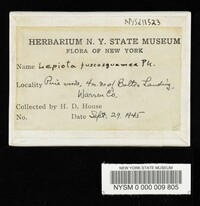 NYSf11523
HERBARIUM N. Y. STATE MUSEUM
FLORA OF NEW YORK
Name Lepiota fuscosquamea Pk.
Locality Pine woods, 4 m. N of Bolton Landing,
Warren Co.
Collected by H. D. House
No. Date Sept. 29. 1945
NEW YORK STATE MUSEUM
NYSM 0 000 009 805